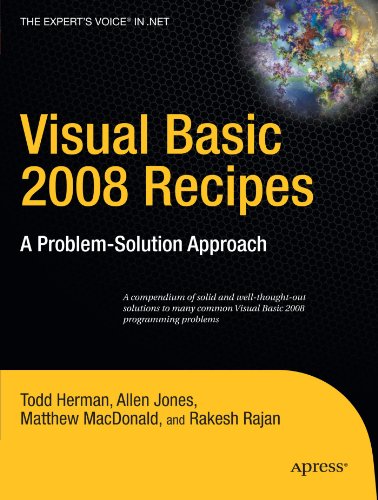 THE EXPERT'S VOICE® IN .NET
Visual Basic
2008 Recipes
A Problem-Solution Approach
A compendium of solid and well-thought-out
solutions to many common Visual Basic 2008
programming problems
Todd Herman, Allen Jones,
Matthew MacDonald, and Rakesh Rajan
Apress®